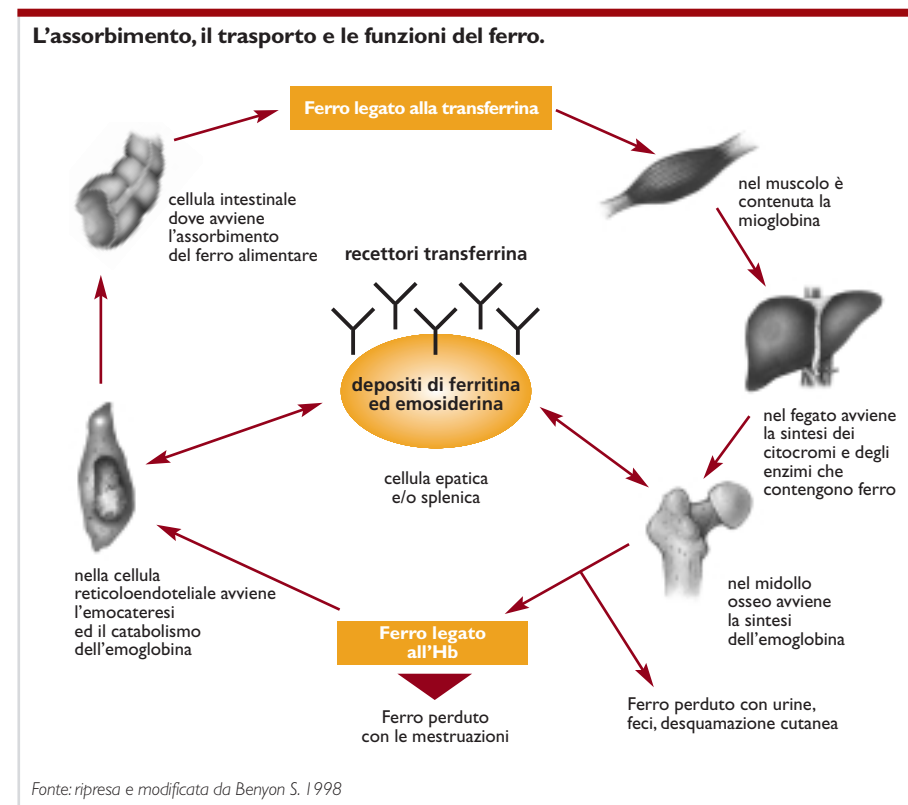 L'assorbimento, il trasporto e le funzioni del ferro.
Ferro legato alla transferrina
cellula intestinale
dove avviene
l'assorbimento
del ferro alimentare
nel muscolo è
contenuta la
mioglobina
recettori transferrina
depositi di ferritina
ed emosiderina
cellula epatica
e/o splenica
nel fegato avviene
la sintesi dei
citocromi e degli
enzimi che
contengono ferro
nella cellula
reticoloendoteliale avviene
l'emocateresi
ed il catabolismo
dell'emoglobina
nel midollo
osseo avviene
la sintesi
dell'emoglobina
Ferro legato
all'Hb
Ferro perduto
con le mestruazioni
Ferro perduto con urine,
feci, desquamazione cutanea
Fonte: ripresa e modificata da Benyon S. 1998